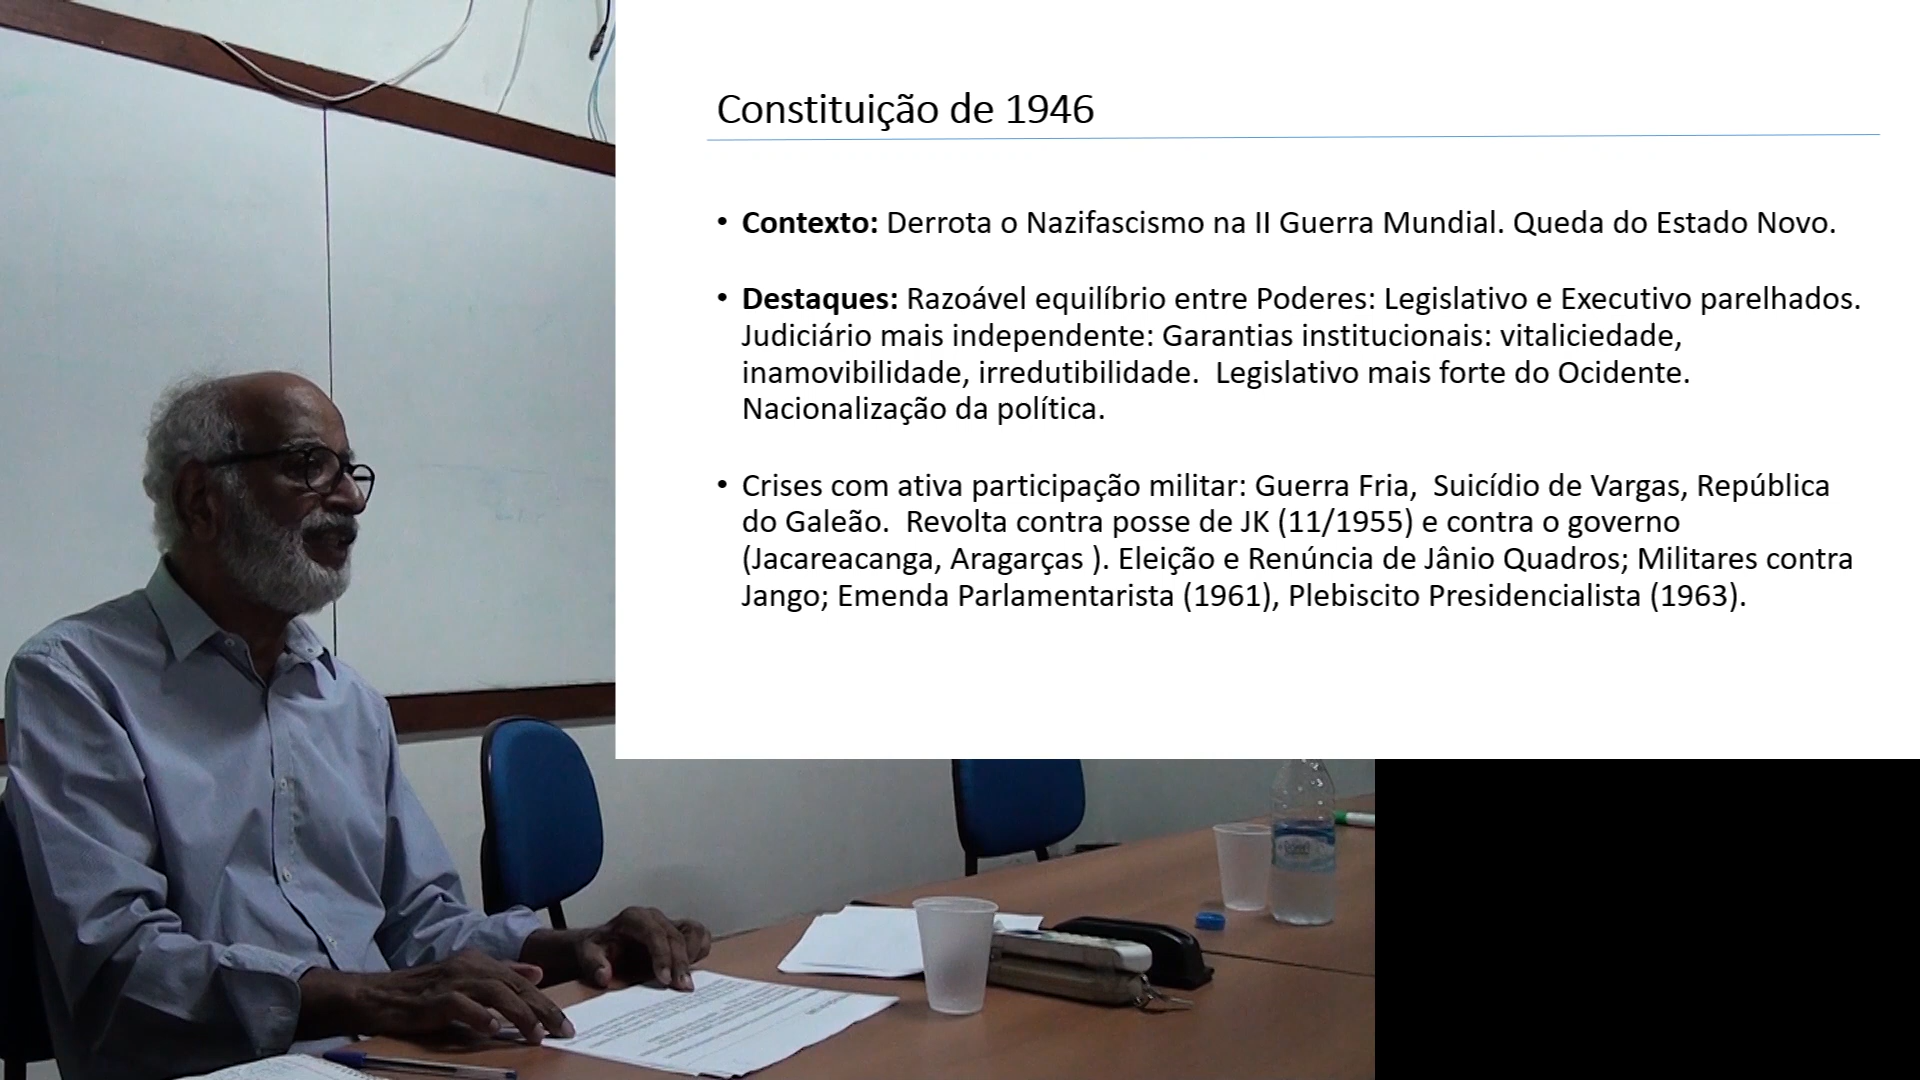 Constituição de 1946
• Contexto: Derrota o Nazifascismo na II Guerra Mundial. Queda do Estado Novo.
• Destaques: Razoável equilíbrio entre Poderes: Legislativo e Executivo parelhados.
Judiciário mais independente: Garantias institucionais: vitaliciedade,
inamovibilidade, irredutibilidade.  Legislativo mais forte do Ocidente.
Nacionalização da política.
• Crises com ativa participação militar: Guerra Fria,  Suicídio de Vargas, República
do Galeão.  Revolta contra posse de JK (11/1955) e contra o governo
(Jacareacanga, Aragarças ). Eleição e Renúncia de Jânio Quadros; Militares contra
Jango; Emenda Parlamentarista (1961), Plebiscito Presidencialista (1963).